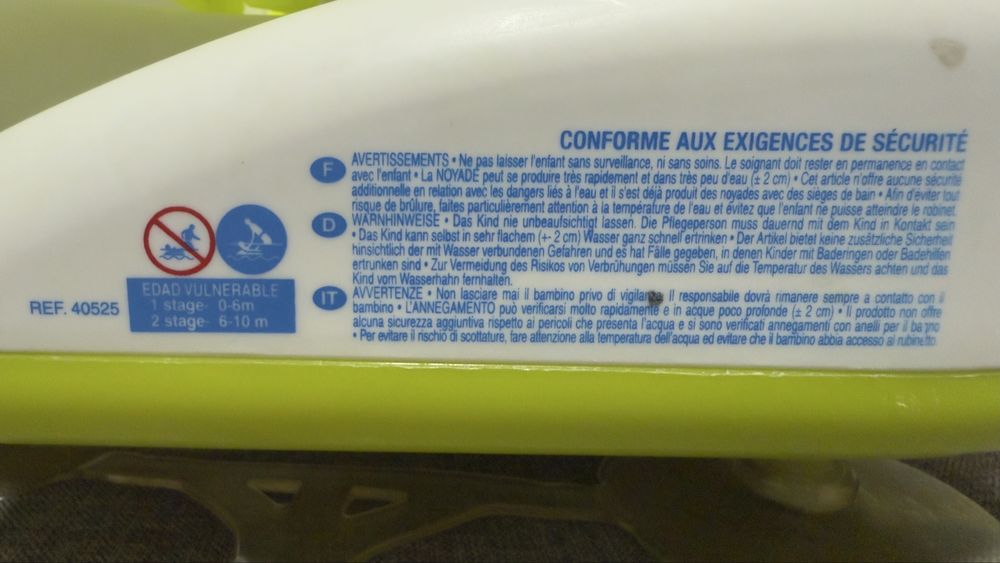 CONFORME AUX EXIGENCES DE SÉCURITÉ
F
AVERTISSEMENTS • Ne pas laisser l'enfant sans surveillance, ni sans soins. Le soignant doit rester en permanence en contact
avec l'enfant • La NOYADE peut se produire très rapidement et dans très peu d'eau (± 2 cm) • Cet article n'offre aucune sécurité
additionnelle en relation avec les dangers liés à l'eau et il s'est déjà produit des noyades avec des sièges de bain • Afin d'éviter tout
risque de brûlure, faites particulièrement attention à la température de l'eau et évitez que l'enfant ne puisse atteindre le robinet.
D
WARNHINWEISE • Das Kind nie unbeaufsichtigt lassen. Die Pflegeperson muss dauernd mit dem Kind in Kontakt sein
• Das Kind kann selbst in sehr flachem (+- 2 cm) Wasser ganz schnell ertrinken • Der Artikel bietet keine zusätzliche Sicherheit
hinsichtlich der mit Wasser verbundenen Gefahren und es hat Fälle gegeben, in denen Kinder mit Baderingen oder Badehilfen
ertrunken sind • Zur Vermeidung des Risikos von Verbrühungen müssen Sie auf die Temperatur des Wassers achten und das
Kind vom Wasserhahn fernhalten.
IT
AVVERTENZE • Non lasciare mai il bambino privo di vigilanza. Il responsabile dovrà rimanere sempre a contatto con il
bambino • L'ANNEGAMENTO può verificarsi molto rapidamente e in acque poco profonde (± 2 cm) • Il prodotto non offre
alcuna sicurezza aggiuntiva rispetto ai pericoli che presenta l'acqua e si sono verificati annegamenti con anelli per il bagno
• Per evitare il rischio di scottature, fare attenzione alla temperatura dell'acqua ed evitare che il bambino abbia accesso al rubinetto.
REF. 40525
EDAD VULNERABLE
1 stage- 0-6m
2 stage- 6-10 m